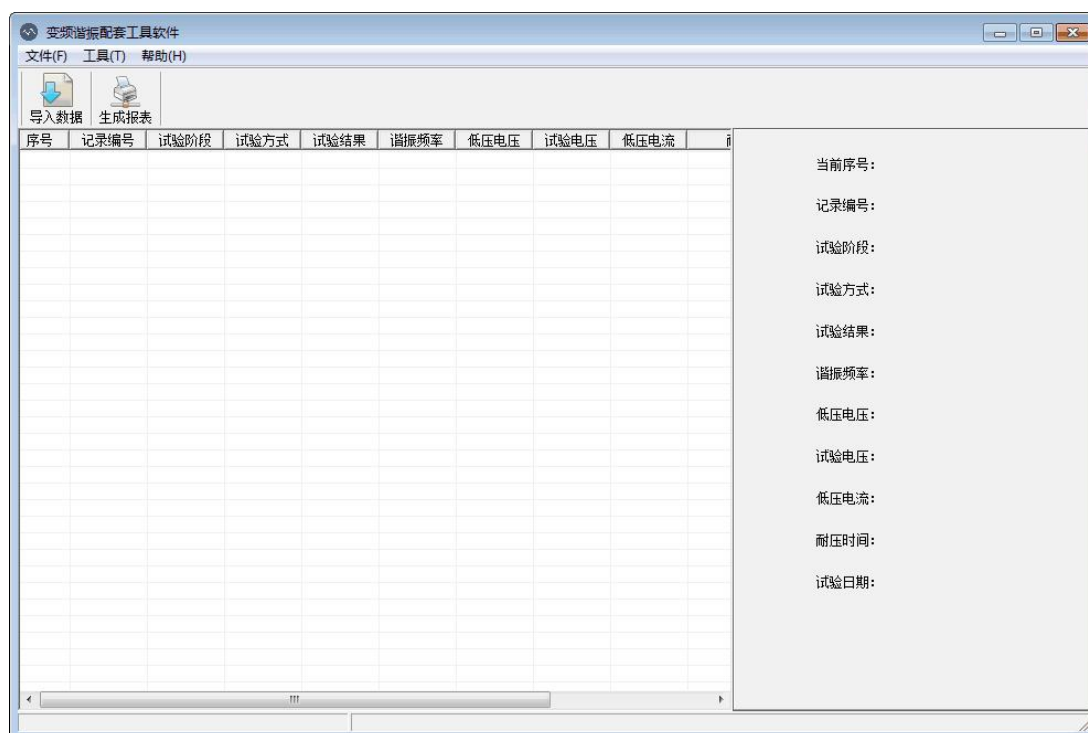 变频谐振配套工具软件
文件(F) 工具(T) 帮助(H)
导入数据 生成报表
序号 记录编号 试验阶段 试验方式 试验结果 谐振频率 低压电压 试验电压 低压电流
当前序号:
记录编号:
试验阶段:
试验方式:
试验结果:
谐振频率:
低压电压:
试验电压:
低压电流:
耐压时间:
试验日期: